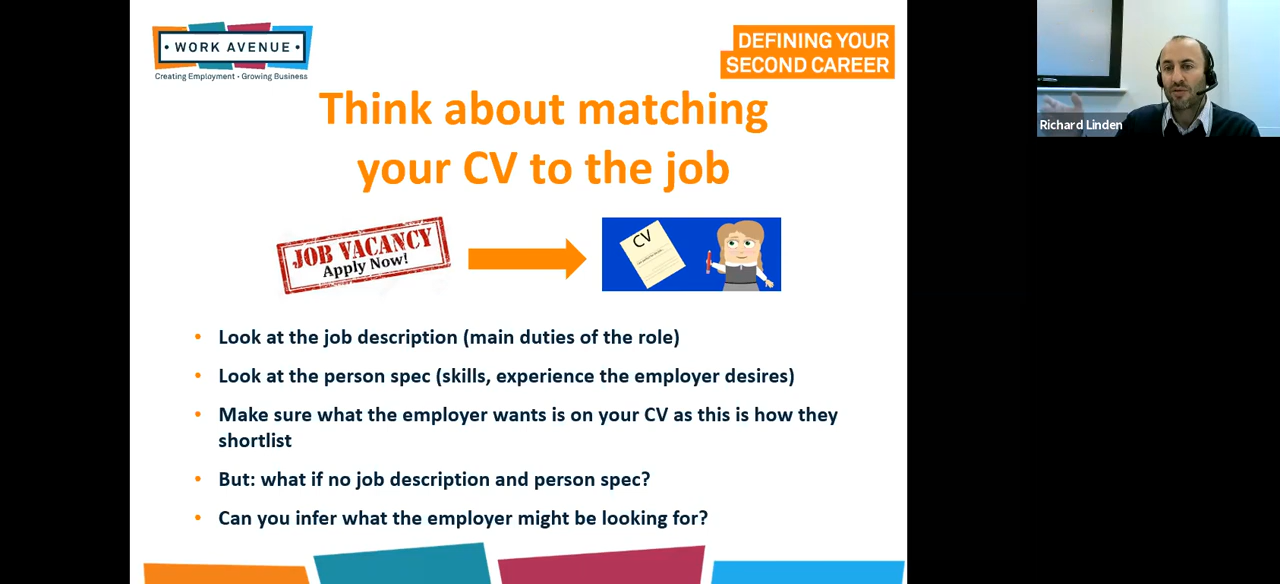 WORK AVENUE
Creating Employment • Growing Business
DEFINING YOUR
SECOND CAREER
Richard Linden
Think about matching
your CV to the job
JOB VACANCY
Apply Now!
CV
• Look at the job description (main duties of the role)
• Look at the person spec (skills, experience the employer desires)
• Make sure what the employer wants is on your CV as this is how they
shortlist
• But: what if no job description and person spec?
• Can you infer what the employer might be looking for?